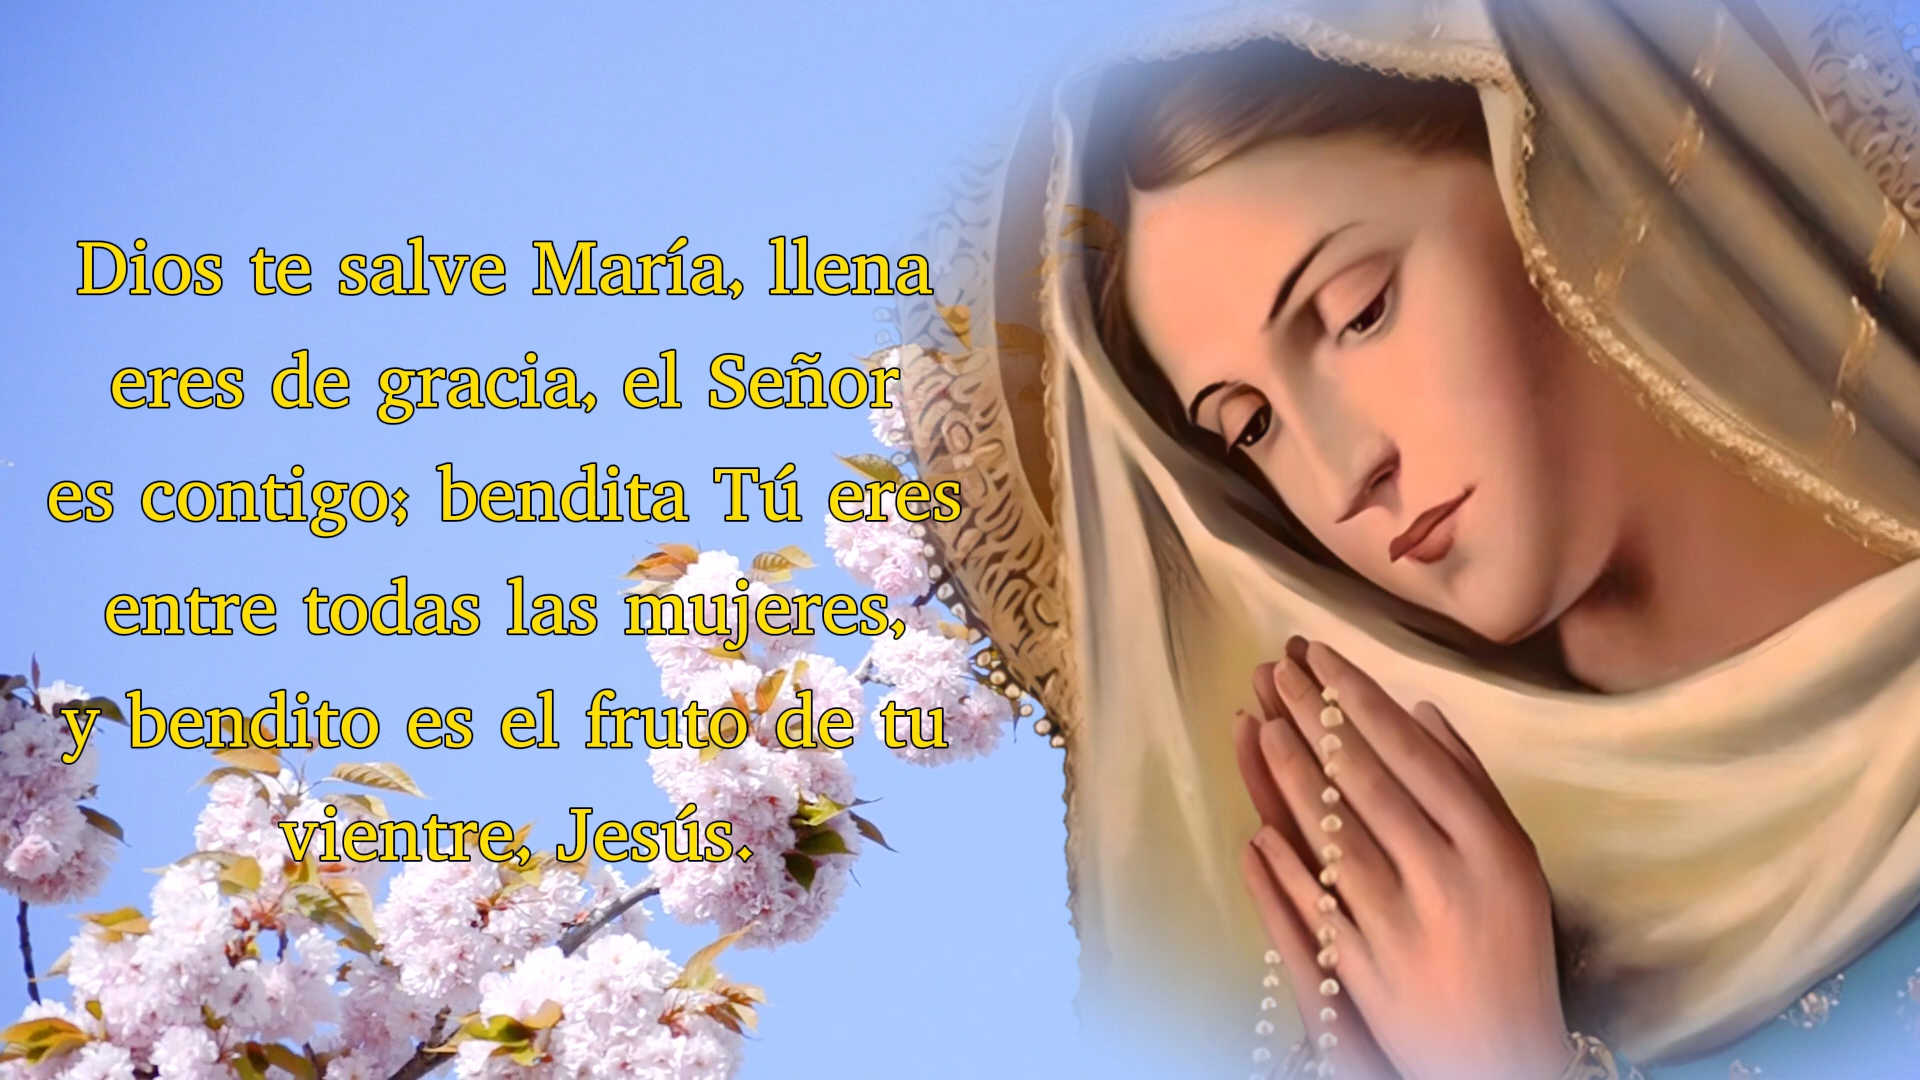 Dios te salve María, llena
eres de gracia, el Señor
es contigo; bendita Tú eres
entre todas las mujeres,
y bendito es el fruto de tu
vientre, Jesús.